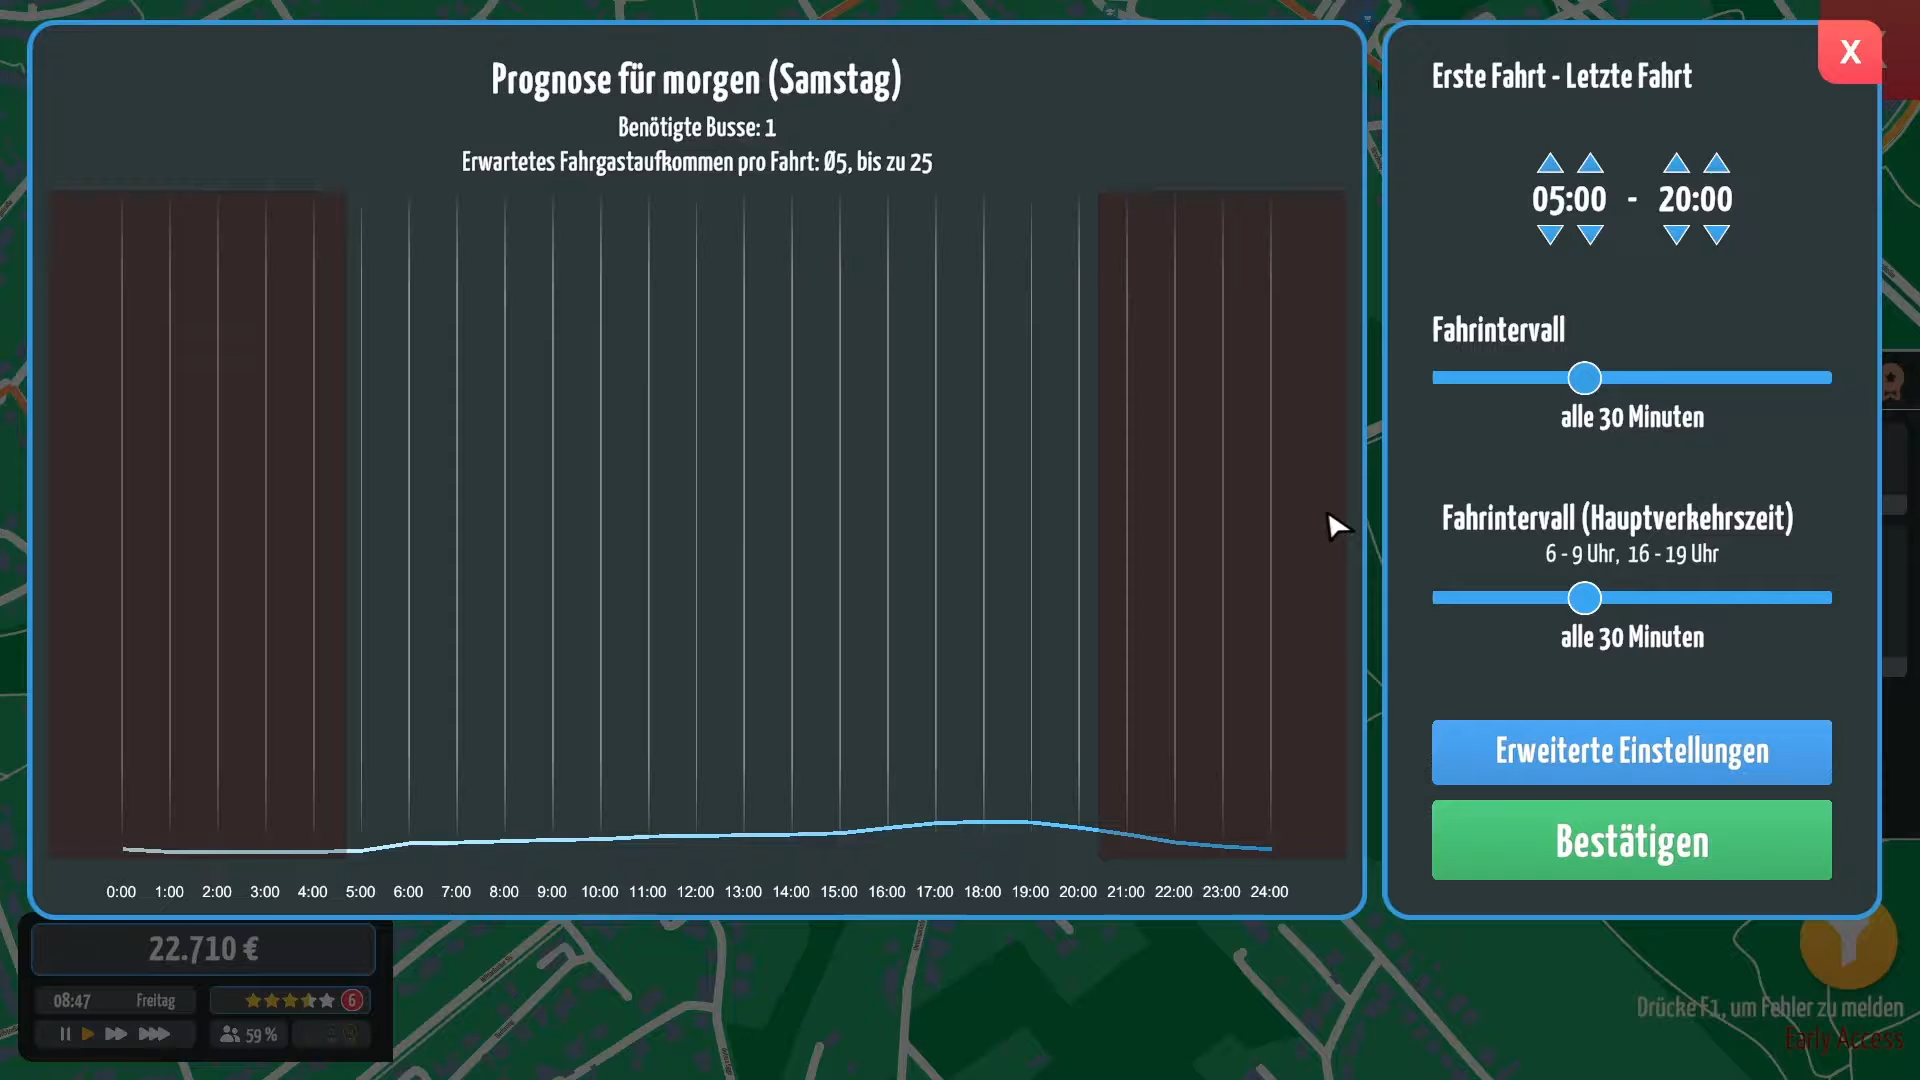 Prognose für morgen (Samstag)
Benötigte Busse: 1
Erwartetes Fahrgastaufkommen pro Fahrt: Ø5, bis zu 25
0:00 1:00 2:00 3:00 4:00 5:00 6:00 7:00 8:00 9:00 10:00 11:00 12:00 13:00 14:00 15:00 16:00 17:00 18:00 19:00 20:00 21:00 22:00 23:00 24:00
X
Erste Fahrt - Letzte Fahrt
05:00 - 20:00
Fahrintervall
alle 30 Minuten
Fahrintervall (Hauptverkehrszeit)
6 - 9 Uhr, 16 - 19 Uhr
alle 30 Minuten
Erweiterte Einstellungen
Bestätigen
22.710 €
08:47 Freitag
6
59 %
Drücke F1, um Fehler zu melden
Early Access